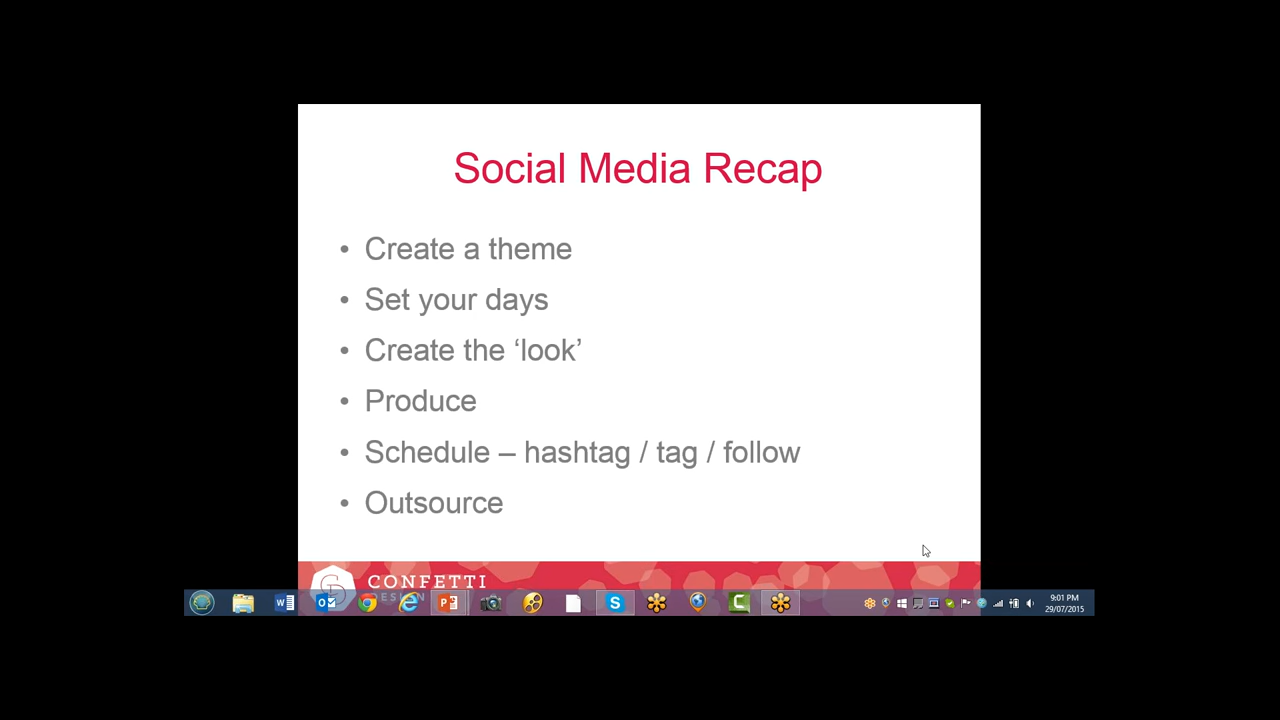 Social Media Recap
• Create a theme
• Set your days
• Create the ‘look’
• Produce
• Schedule – hashtag / tag / follow
• Outsource
CONFETTI
9:01 PM
29/07/2015